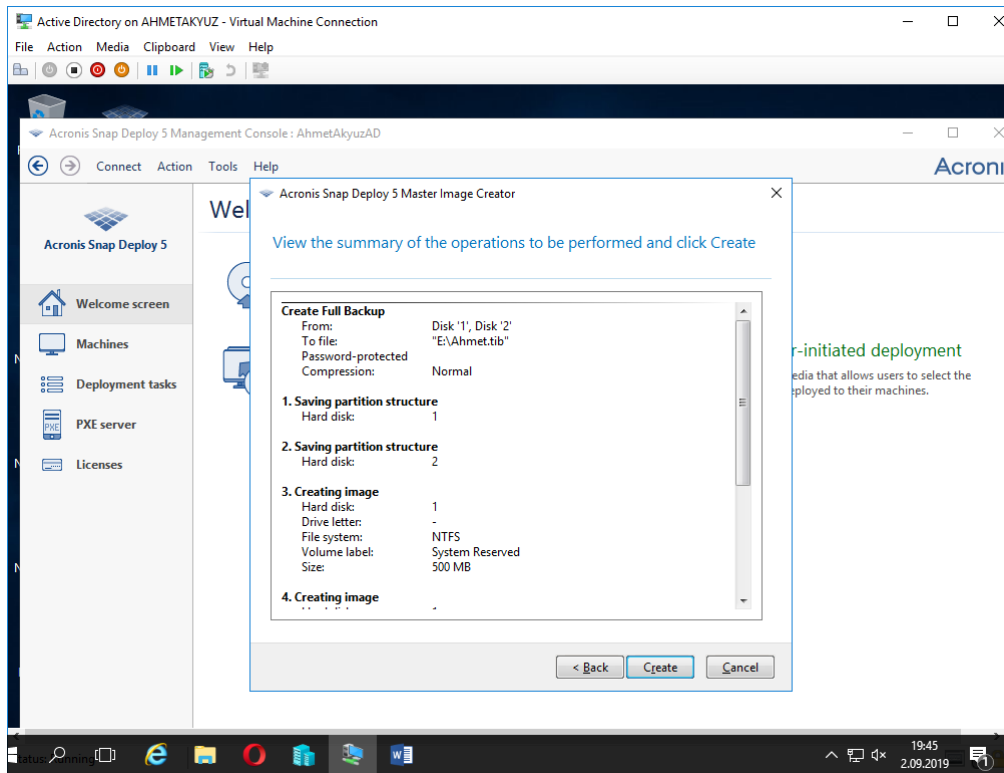 Active Directory on AHMETAKYUZ - Virtual Machine Connection
File Action Media Clipboard View Help
Acronis Snap Deploy 5 Management Console : AhmetAkyuzAD
Connect Action Tools Help
Acroni
Acronis Snap Deploy 5
Welcome screen
Machines
Deployment tasks
PXE
PXE server
Licenses
Wel
r-initiated deployment
edia that allows users to select the
eployed to their machines.
Acronis Snap Deploy 5 Master Image Creator
View the summary of the operations to be performed and click Create
Create Full Backup
From: Disk '1', Disk '2'
To file: "E:\Ahmet.tib"
Password-protected
Compression: Normal
1. Saving partition structure
Hard disk: 1
2. Saving partition structure
Hard disk: 2
3. Creating image
Hard disk: 1
Drive letter: -
File system: NTFS
Volume label: System Reserved
Size: 500 MB
4. Creating image
< Back Create Cancel
19:45
2.09.2019
1